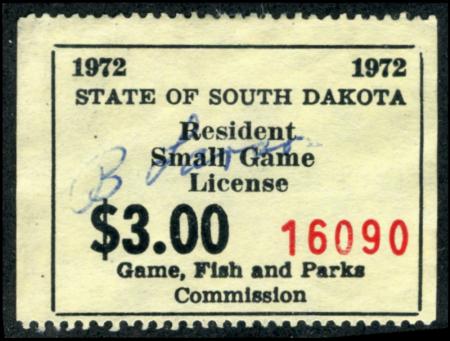 1972 1972
STATE OF SOUTH DAKOTA
Resident
Small Game
License
$3.00 16090
Game, Fish and Parks
Commission